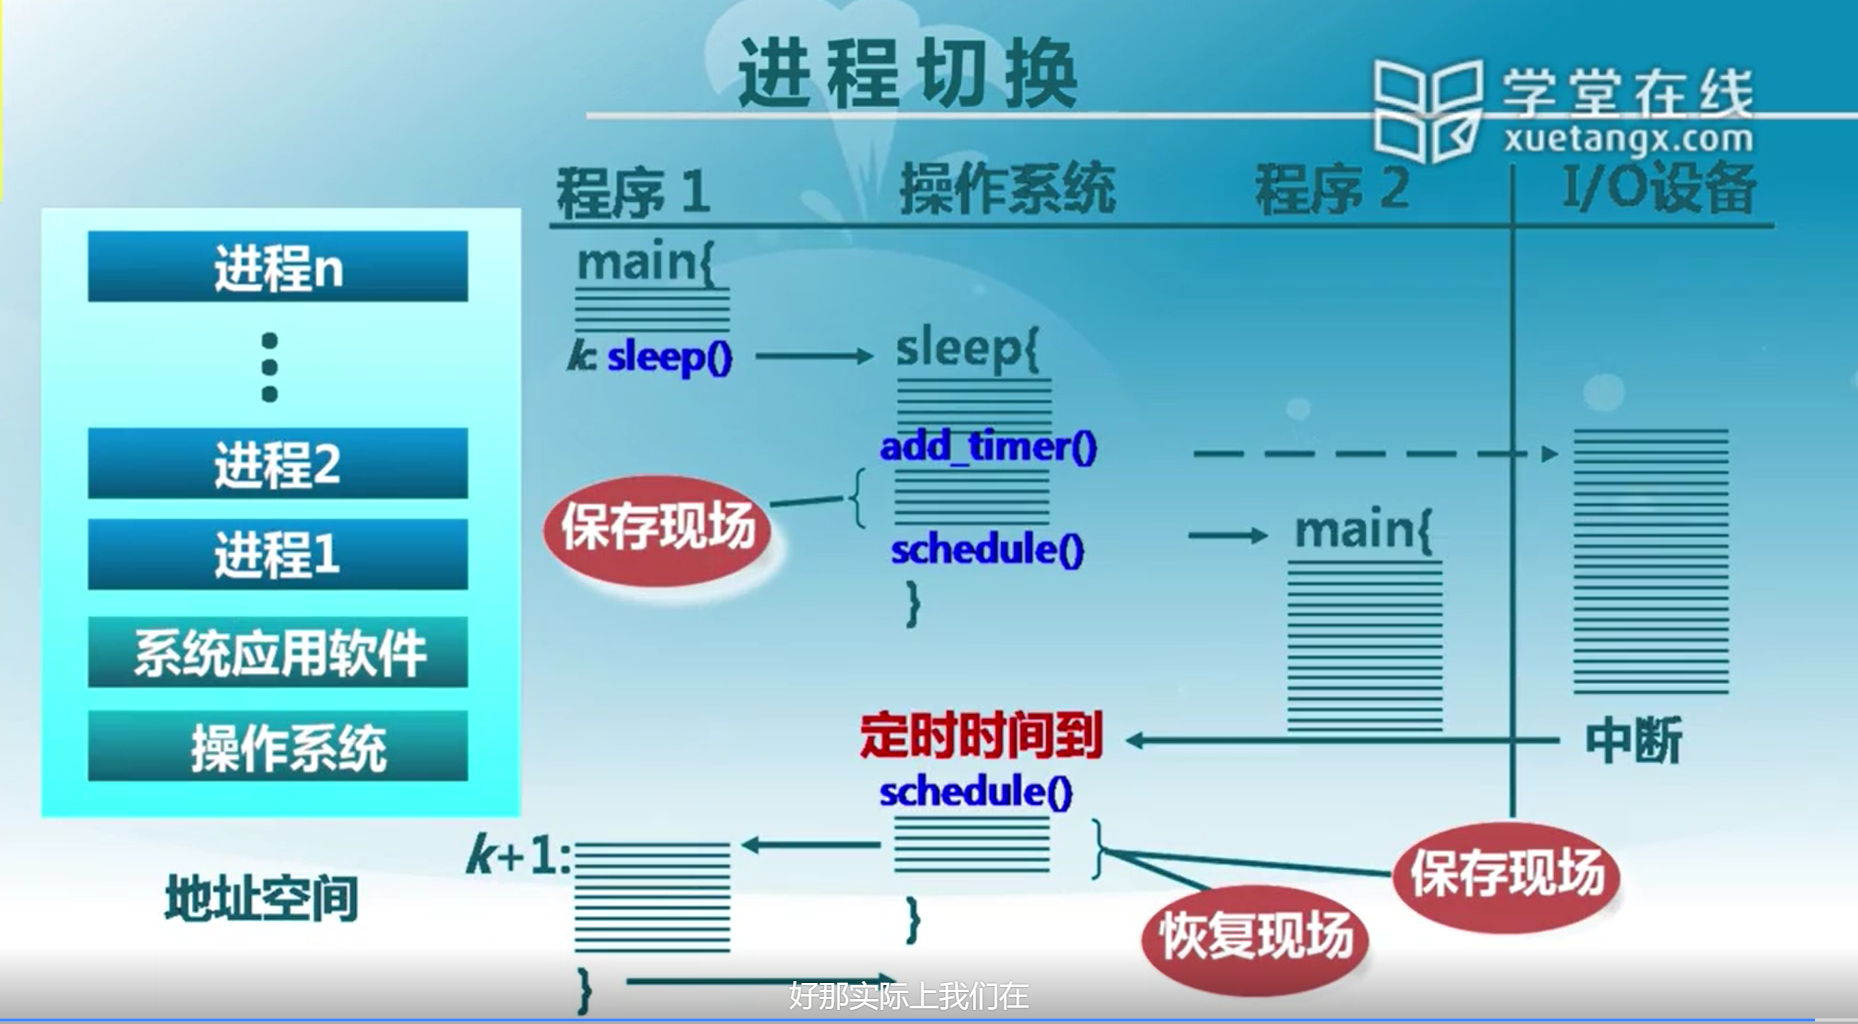 进程切换
学堂在线
xuetangx.com
程序 1
操作系统
程序 2
I/O设备
进程n
进程2
进程1
系统应用软件
操作系统
地址空间
main{
k: sleep()
sleep{
add_timer()
保存现场
schedule()
}
main{
中断
定时时间到
schedule()
k+1:
}
保存现场
恢复现场
}
好那实际上我们在